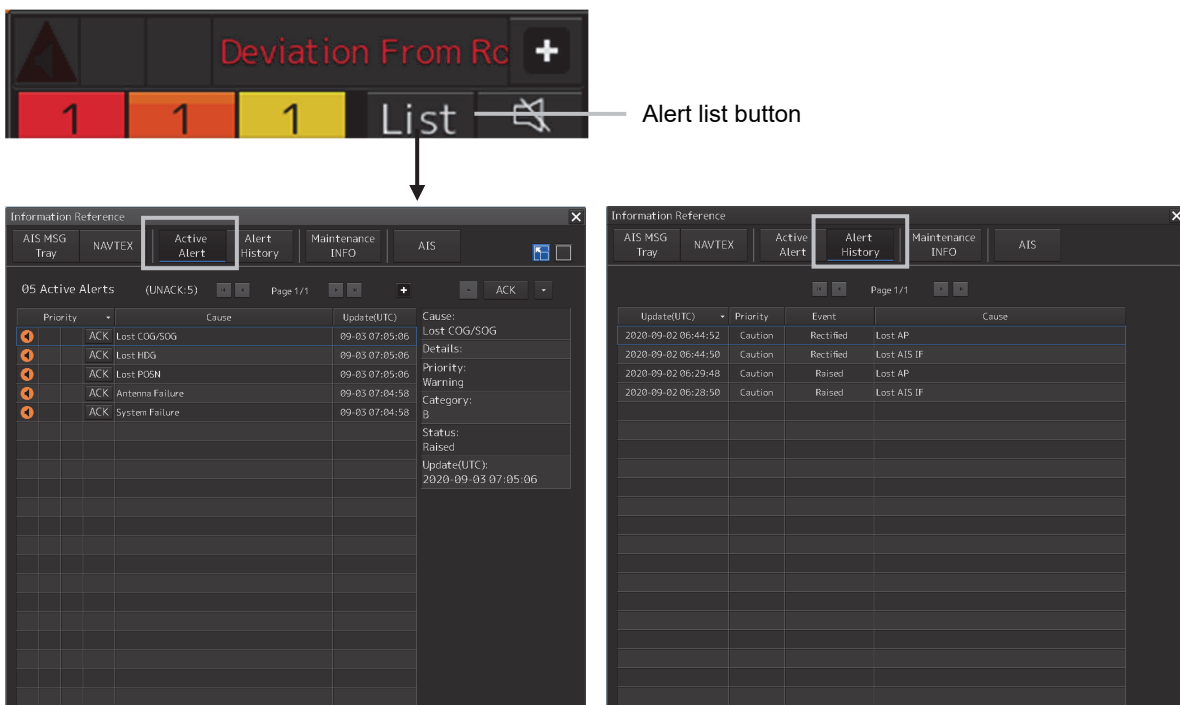 Deviation From Ro
1 1 1 List
Alert list button
Information Reference
AIS MSG Tray NAVTEX Active Alert Alert History Maintenance INFO AIS
05 Active Alerts (UNACK:5) Page 1/1 ACK
Priority Cause Update(UTC)
ACK Lost COG/SOG 09-03 07:05:06
ACK Lost HDG 09-03 07:05:06
ACK Lost POSN 09-03 07:05:06
ACK Antenna Failure 09-03 07:04:58
ACK System Failure 09-03 07:04:58
Cause:
Lost COG/SOG
Details:
Priority:
Warning
Category:
B
Status:
Raised
Update(UTC):
2020-09-03 07:05:06
Information Reference
AIS MSG Tray NAVTEX Active Alert Alert History Maintenance INFO AIS
Page 1/1
Update(UTC) Priority Event Cause
2020-09-02 06:44:52 Caution Rectified Lost AP
2020-09-02 06:44:50 Caution Rectified Lost AIS IF
2020-09-02 06:29:48 Caution Raised Lost AP
2020-09-02 06:28:50 Caution Raised Lost AIS IF